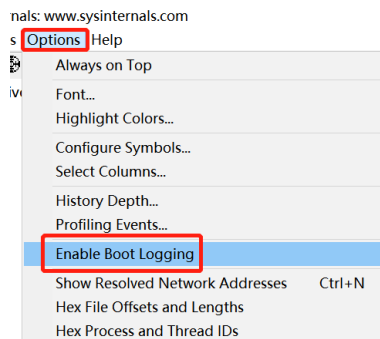 nals: www.sysinternals.com
s Options Help
Always on Top
Font...
Highlight Colors...
Configure Symbols...
Select Columns...
History Depth...
Profiling Events...
Enable Boot Logging
Show Resolved Network Addresses Ctrl+N
Hex File Offsets and Lengths
Hex Process and Thread IDs